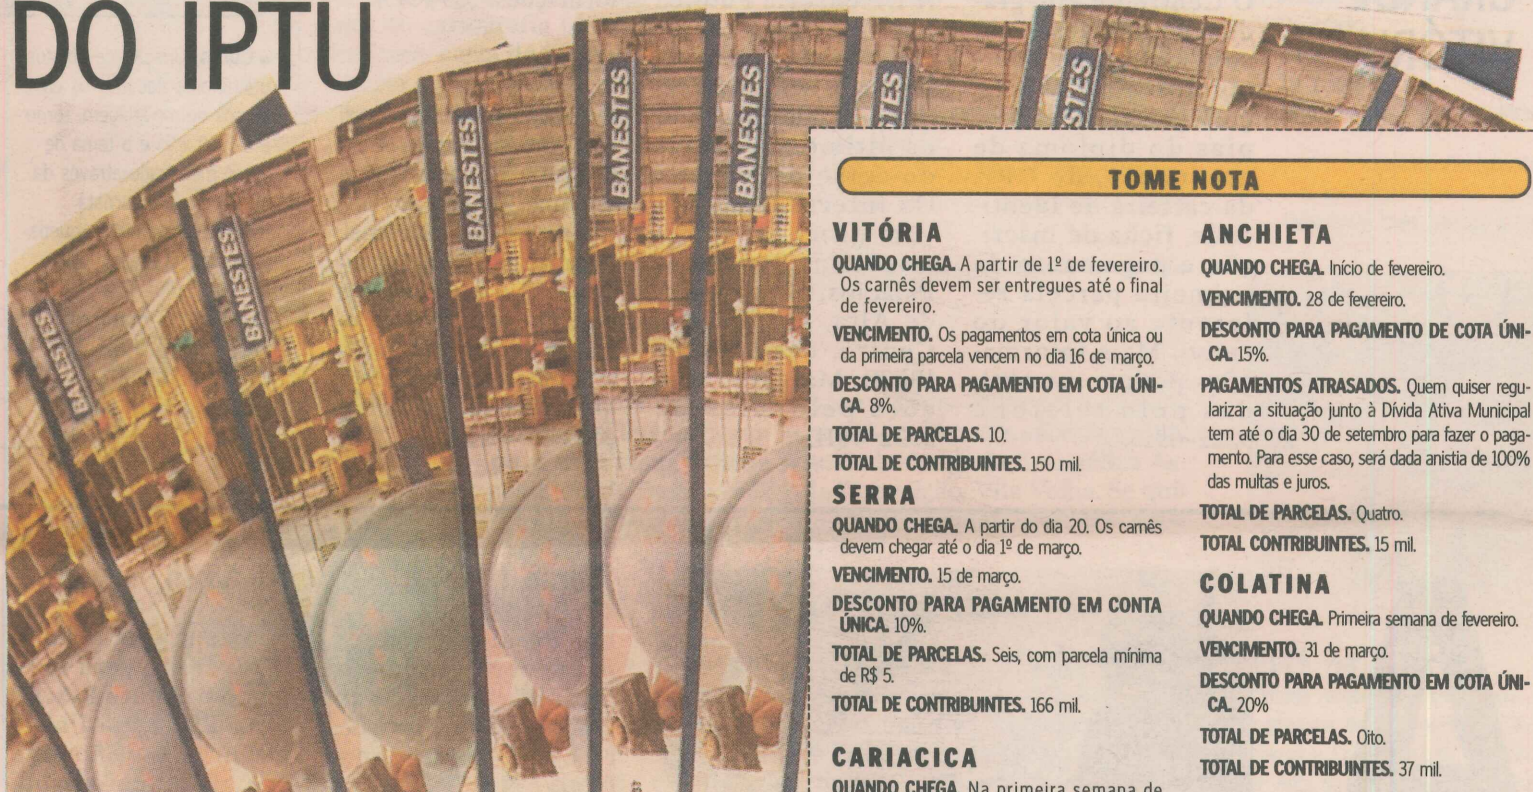 DO IPTU
BANESTES
BANESTES
BANESTES
BANESTES
BANESTES
STES
STES
TOME NOTA
VITÓRIA
QUANDO CHEGA. A partir de 1º de fevereiro.
Os carnês devem ser entregues até o final
de fevereiro.
VENCIMENTO. Os pagamentos em cota única ou
da primeira parcela vencem no dia 16 de março.
DESCONTO PARA PAGAMENTO EM COTA ÚNI-
CA. 8%.
TOTAL DE PARCELAS. 10.
TOTAL DE CONTRIBUINTES. 150 mil.
SERRA
QUANDO CHEGA. A partir do dia 20. Os carnês
devem chegar até o dia 1º de março.
VENCIMENTO. 15 de março.
DESCONTO PARA PAGAMENTO EM CONTA
ÚNICA. 10%.
TOTAL DE PARCELAS. Seis, com parcela mínima
de R$ 5.
TOTAL DE CONTRIBUINTES. 166 mil.
CARIACICA
QUANDO CHEGA. Na primeira semana de
ANCHIETA
QUANDO CHEGA. Início de fevereiro.
VENCIMENTO. 28 de fevereiro.
DESCONTO PARA PAGAMENTO DE COTA ÚNI-
CA. 15%.
PAGAMENTOS ATRASADOS. Quem quiser regu-
larizar a situação junto à Dívida Ativa Municipal
tem até o dia 30 de setembro para fazer o paga-
mento. Para esse caso, será dada anistia de 100%
das multas e juros.
TOTAL DE PARCELAS. Quatro.
TOTAL CONTRIBUINTES. 15 mil.
COLATINA
QUANDO CHEGA. Primeira semana de fevereiro.
VENCIMENTO. 31 de março.
DESCONTO PARA PAGAMENTO EM COTA ÚNI-
CA. 20%
TOTAL DE PARCELAS. Oito.
TOTAL DE CONTRIBUINTES. 37 mil.